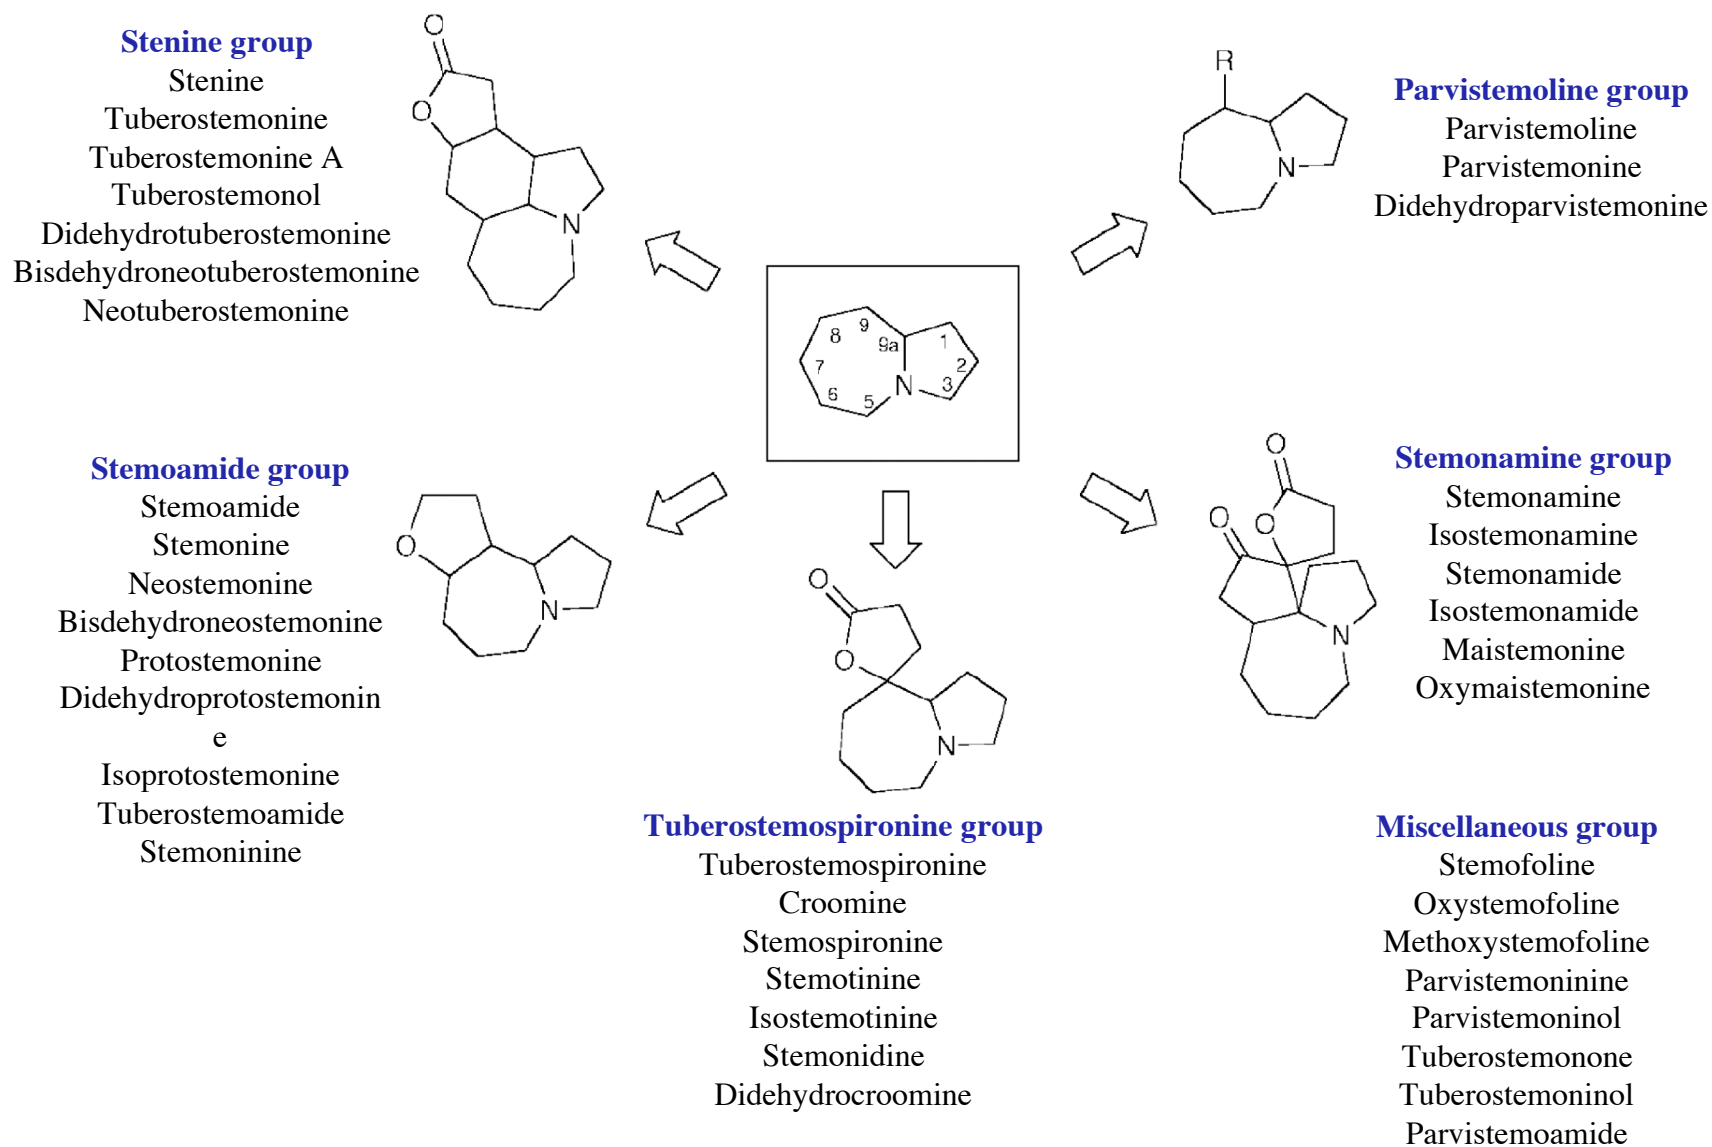 Stenine group
Stenine
Tuberostemonine
Tuberostemonine A
Tuberostemonol
Didehydrotuberostemonine
Bisdehydroneotuberostemonine
Neotuberostemonine
O
O
N
R
N
Parvistemoline group
Parvistemoline
Parvistemonine
Didehydroparvistemonine
9
8
9a
1
7
2
N
3
6
5
Stemoamide group
Stemoamide
Stemonine
Neostemonine
Bisdehydroneostemonine
Protostemonine
Didehydroprotostemonin
e
Isoprotostemonine
Tuberostemoamide
Stemoninine
O
N
O
O
N
Tuberostemospironine group
Tuberostemospironine
Croomine
Stemospironine
Stemotinine
Isostemotinine
Stemonidine
Didehydrocroomine
O
O
O
N
Stemonamine group
Stemonamine
Isostemonamine
Stemonamide
Isostemonamide
Maistemonine
Oxymaistemonine
Miscellaneous group
Stemofoline
Oxystemofoline
Methoxystemofoline
Parvistemoninine
Parvistemoninol
Tuberostemonone
Tuberostemoninol
Parvistemoamide